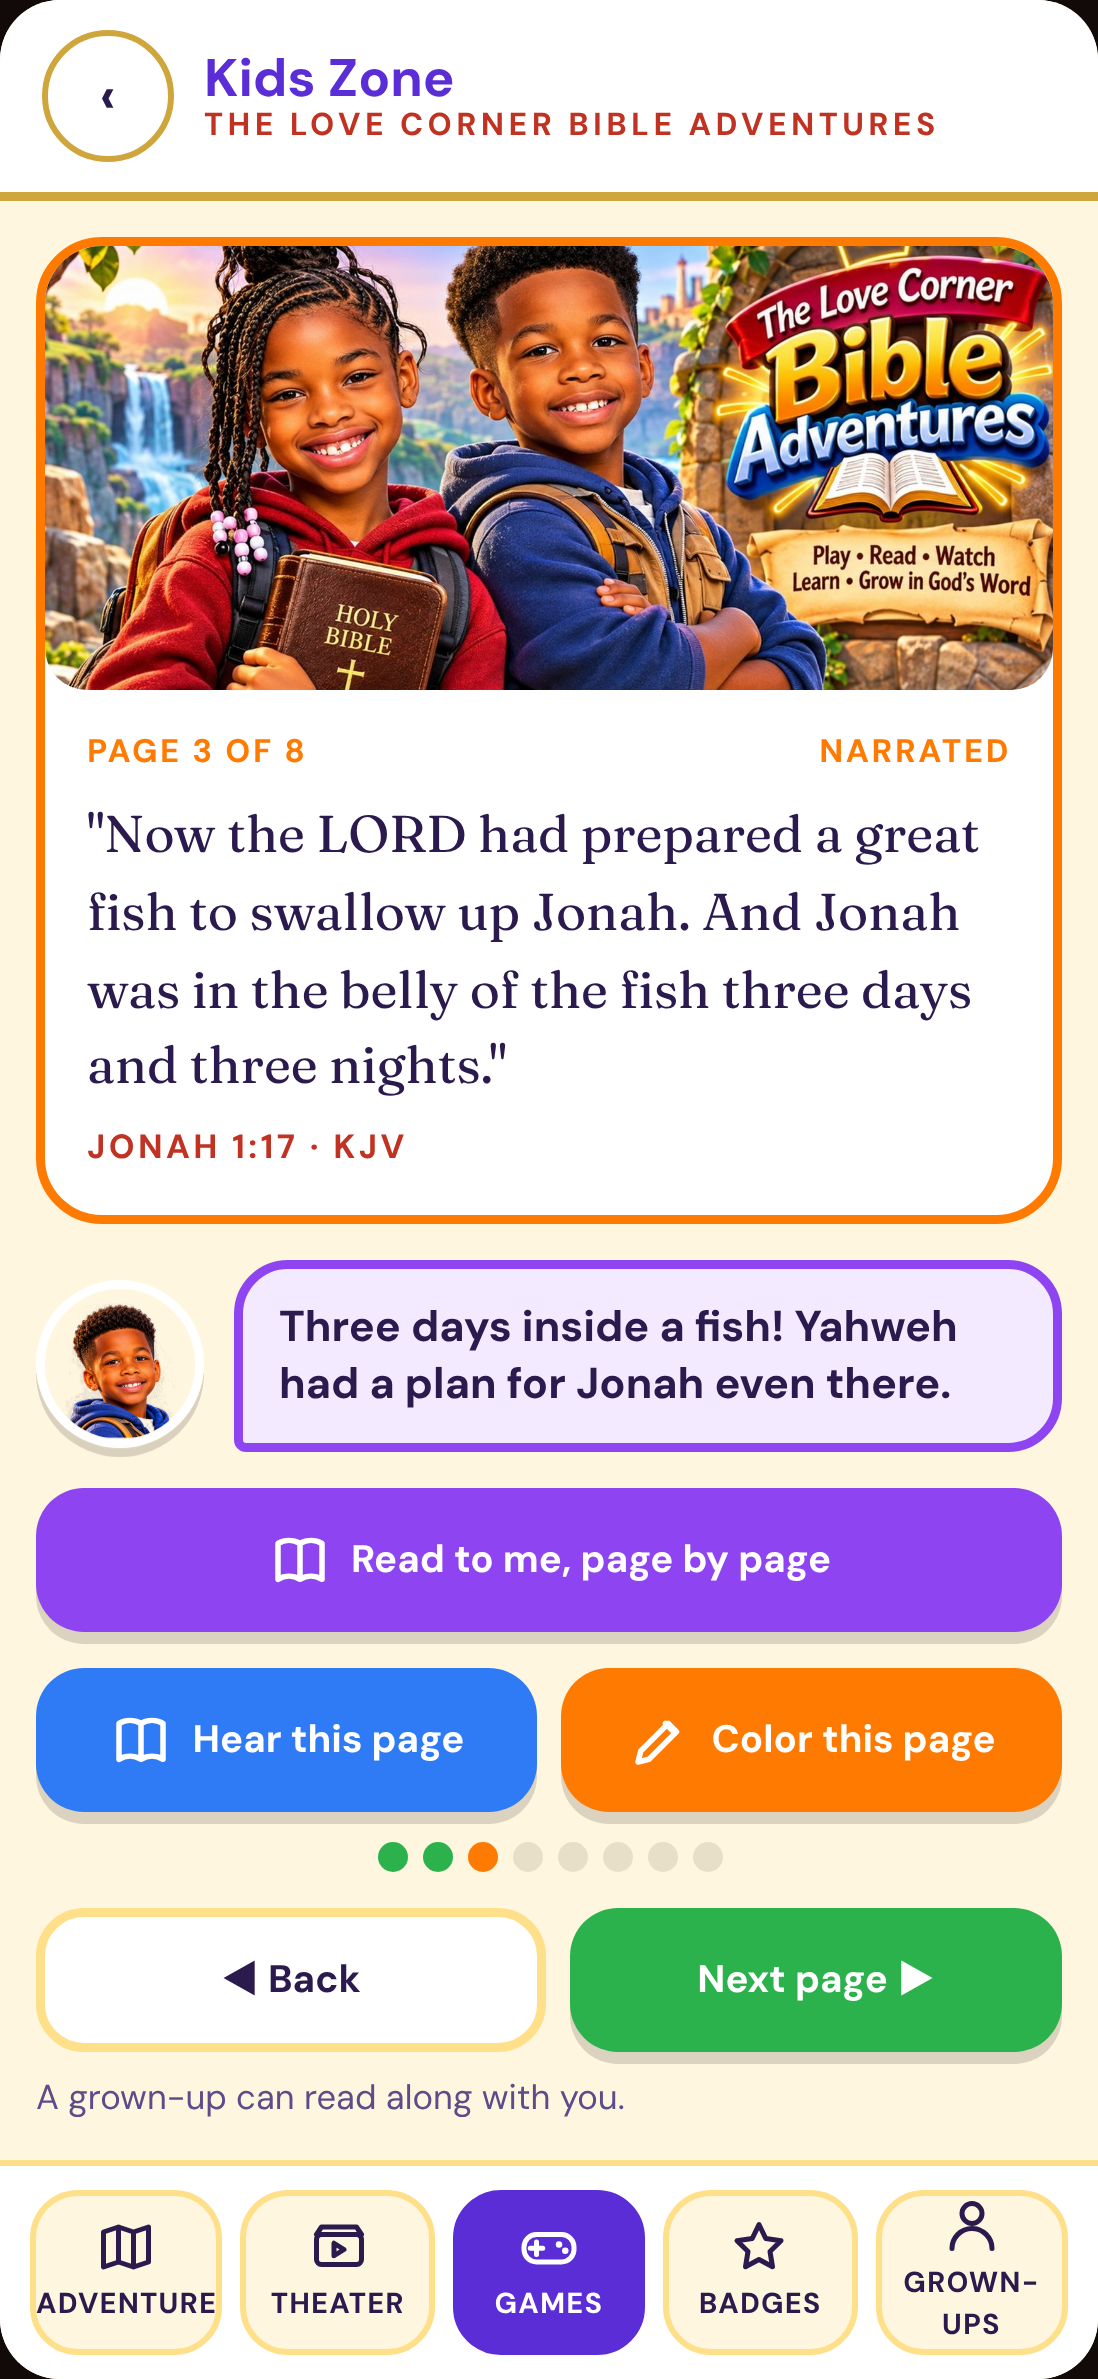 ‹
Kids Zone
THE LOVE CORNER BIBLE ADVENTURES
The Love Corner
Bible
Adventures
Play • Read • Watch
Learn • Grow in God's Word
HOLY
BIBLE
PAGE 3 OF 8
NARRATED
"Now the LORD had prepared a great
fish to swallow up Jonah. And Jonah
was in the belly of the fish three days
and three nights."
JONAH 1:17 · KJV
Three days inside a fish! Yahweh
had a plan for Jonah even there.
Read to me, page by page
Hear this page
Color this page
◀ Back
Next page ▶
A grown-up can read along with you.
ADVENTURE
THEATER
GAMES
BADGES
GROWN-
UPS